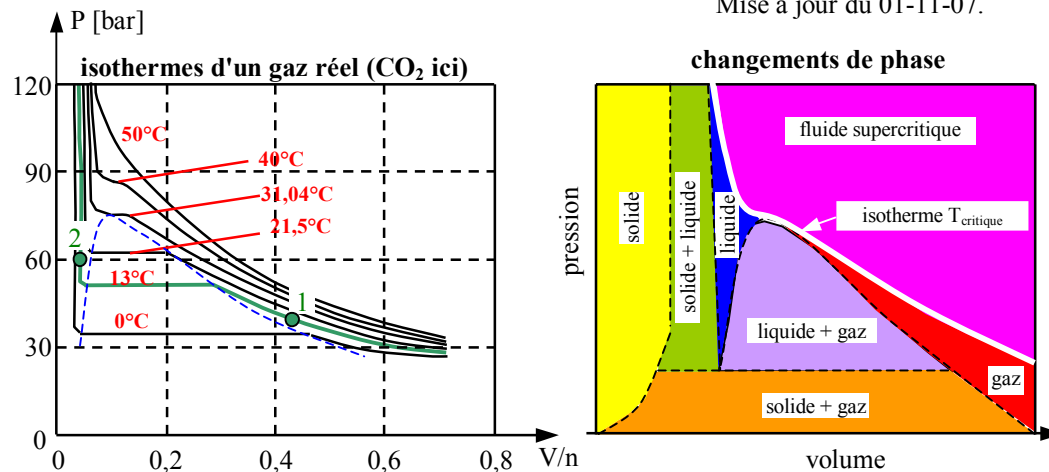 Mise à jour du 01-11-07.
P [bar]
isothermes d'un gaz réel (CO₂ ici)
120
90
60
30
0
50°C
40°C
31,04°C
21,5°C
13°C
0°C
2
1
0
0,2
0,4
0,6
0,8
V/n
changements de phase
pression
solide
solide + liquide
liquide
fluide supercritique
isotherme Tcritique
liquide + gaz
gaz
solide + gaz
volume